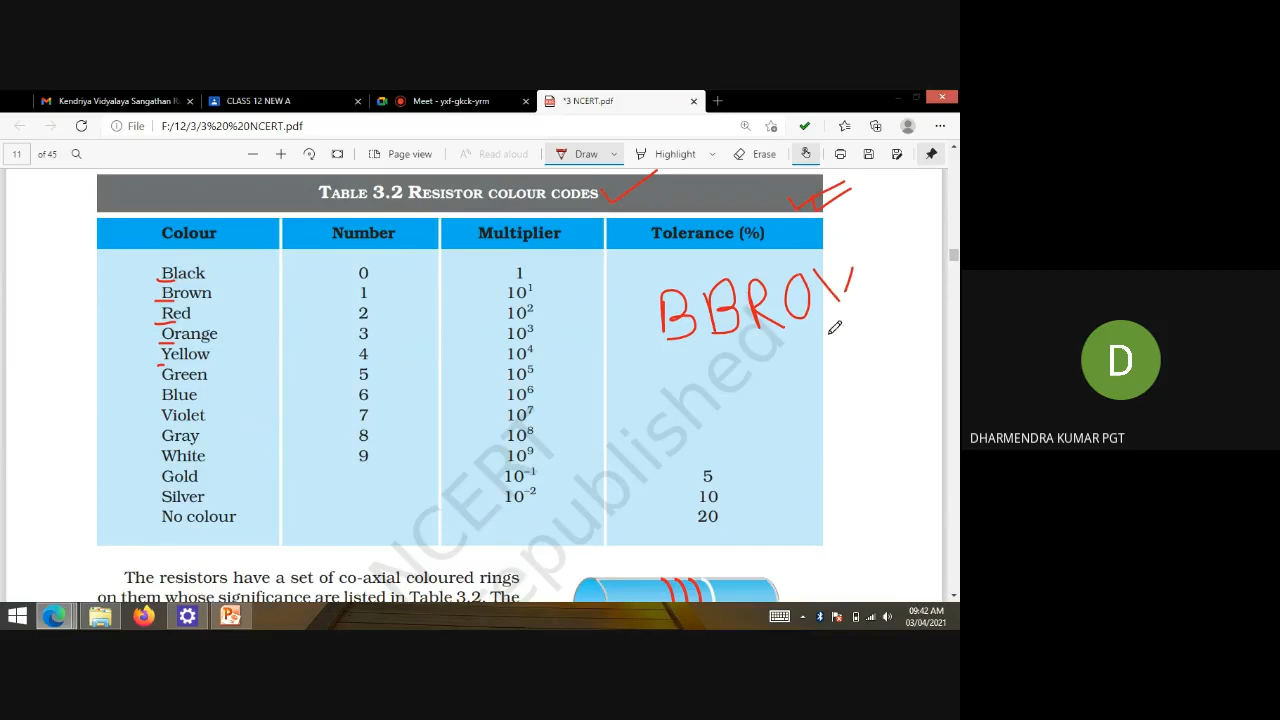 Kendriya Vidyalaya Sangathan R
CLASS 12 NEW A
Meet - yxf-gkck-yrm
*3 NCERT.pdf
File
F:/12/3/3%20%20NCERT.pdf
11 of 45
Page view
Read aloud
Draw
Highlight
Erase
TABLE 3.2 RESISTOR COLOUR CODES
Colour Number Multiplier Tolerance (%)
Black 0 1
Brown 1 10¹
Red 2 10²
Orange 3 10³
Yellow 4 10⁴
Green 5 10⁵
Blue 6 10⁶
Violet 7 10⁷
Gray 8 10⁸
White 9 10⁹
Gold 10⁻¹ 5
Silver 10⁻² 10
No colour 20
BBRO
NCERT
republished
The resistors have a set of co-axial coloured rings
on them whose significance are listed in Table 3.2. The
09:42 AM
03/04/2021
D
DHARMENDRA KUMAR PGT